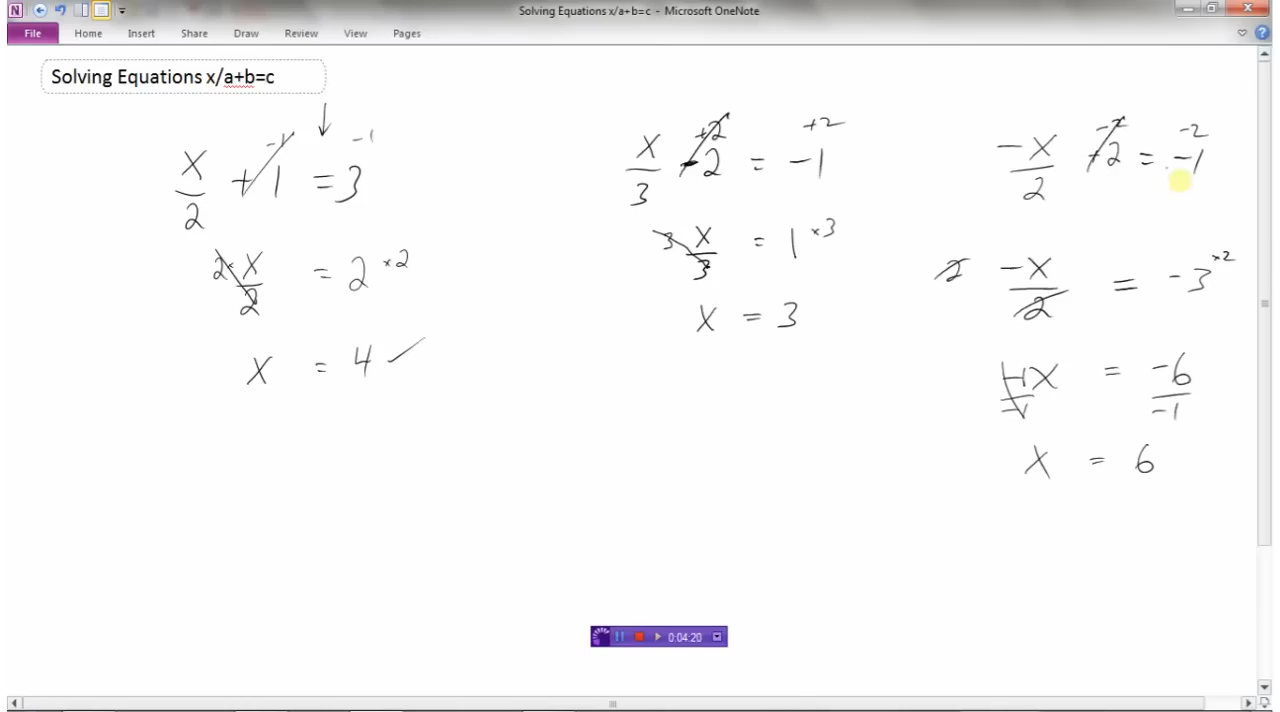 Solving Equations x/a+b=c - Microsoft OneNote
File Home Insert Share Draw Review View Pages
Solving Equations x/a+b=c
x/2 + 1 -1 = 3 -1
2 · x/2 = 2 ×2
x = 4 ✓
x/3 - 2 +2 = -1 +2
3 x/3 = 1 ×3
x = 3
-x/2 + 2 -2 = -1 -2
2 -x/2 = -3 ×2
-1x/-1 = -6/-1
x = 6
0:04:20